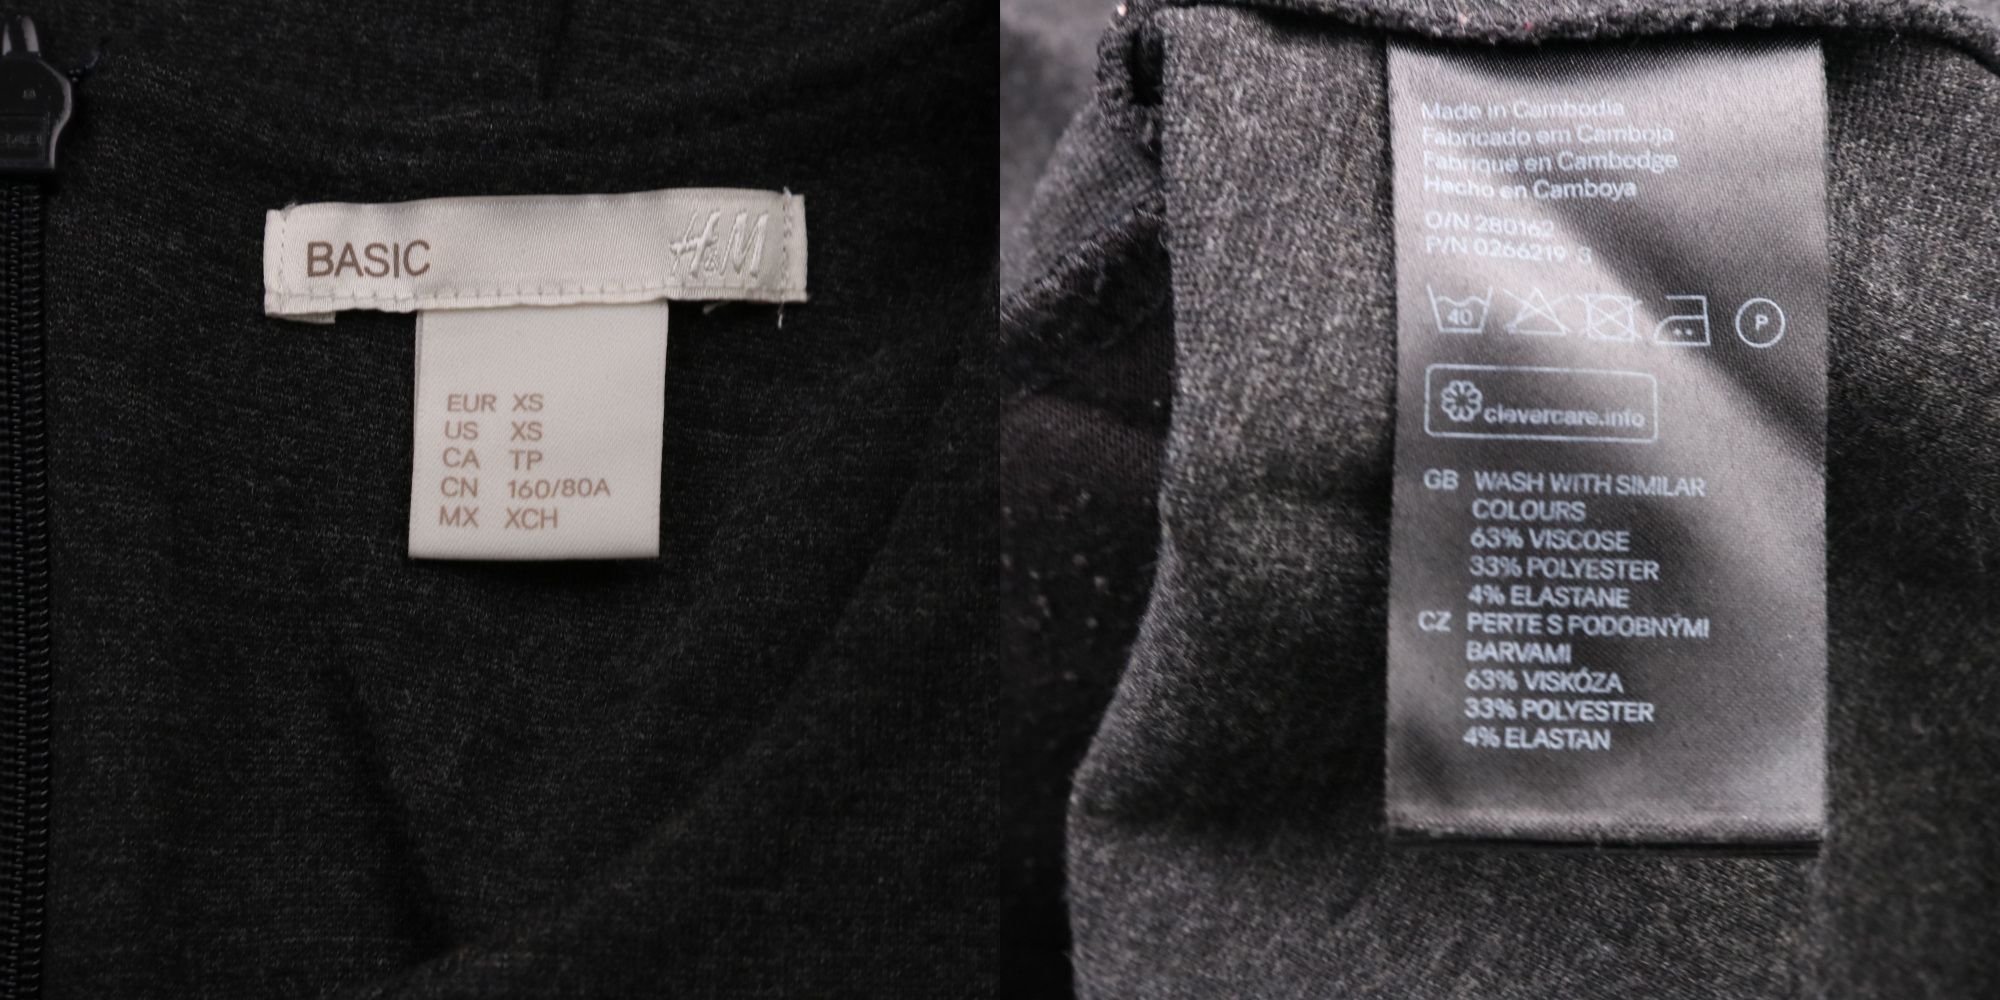 BASIC
H&M
EUR XS
US XS
CA TP
CN 160/80A
MX XCH
Made in Cambodia
Fabricado em Camboja
Fabriqué en Cambodge
Hecho en Camboya
O/N 280162
P/N 0266219 3
40
P
clevercare.info
GB WASH WITH SIMILAR
COLOURS
63% VISCOSE
33% POLYESTER
4% ELASTANE
CZ PERTE S PODOBNÝMI
BARVAMI
63% VISKÓZA
33% POLYESTER
4% ELASTAN